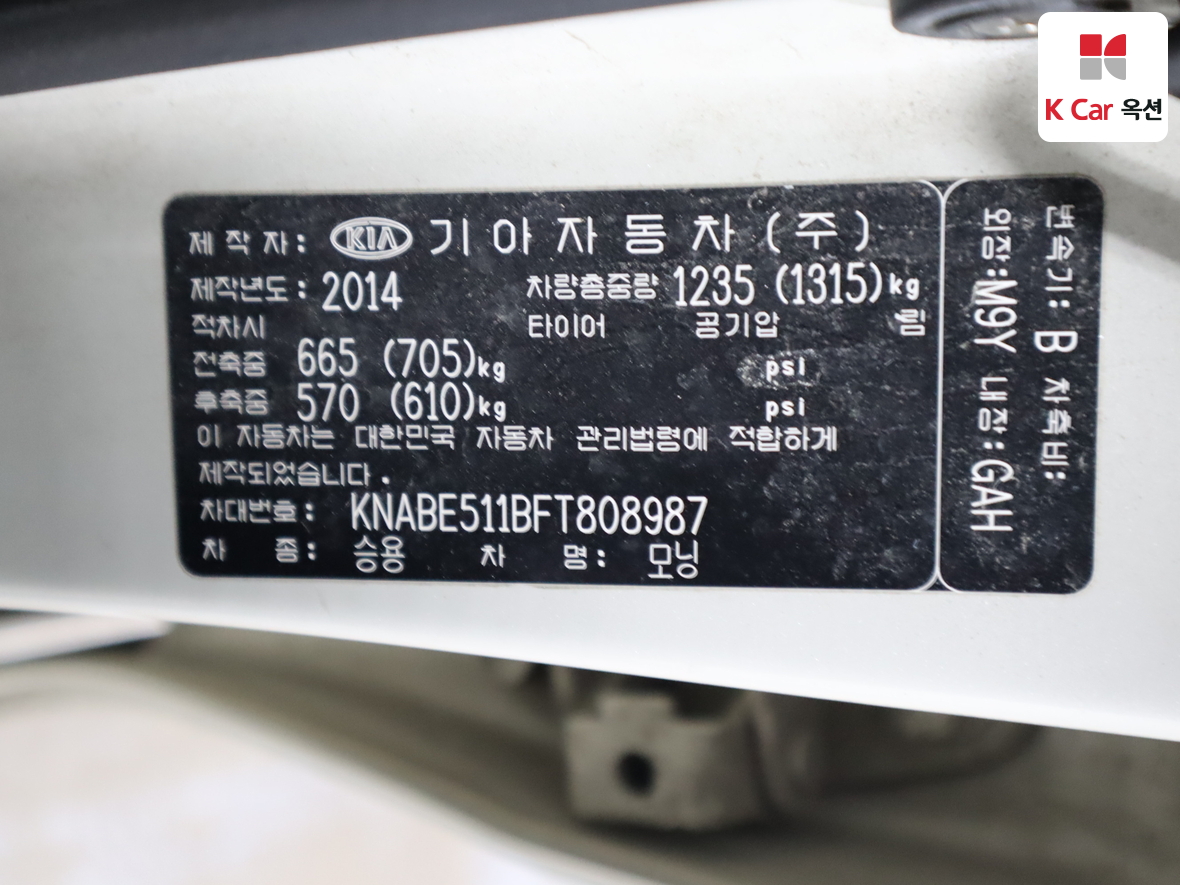 K Car 옥션
제 작 자: KIA 기아자동차(주)
제작년도: 2014 차량총중량 1235 (1315)kg
적차시 타이어 공기압 림
전축중 665 (705)kg psi
후축중 570 (610)kg psi
이 자동차는 대한민국 자동차 관리법령에 적합하게
제작되었습니다.
차대번호: KNABE511BFT808987
차 종: 승용 차 명: 모닝
변속기: B 차축비:
외장:M9Y 내장:GAH